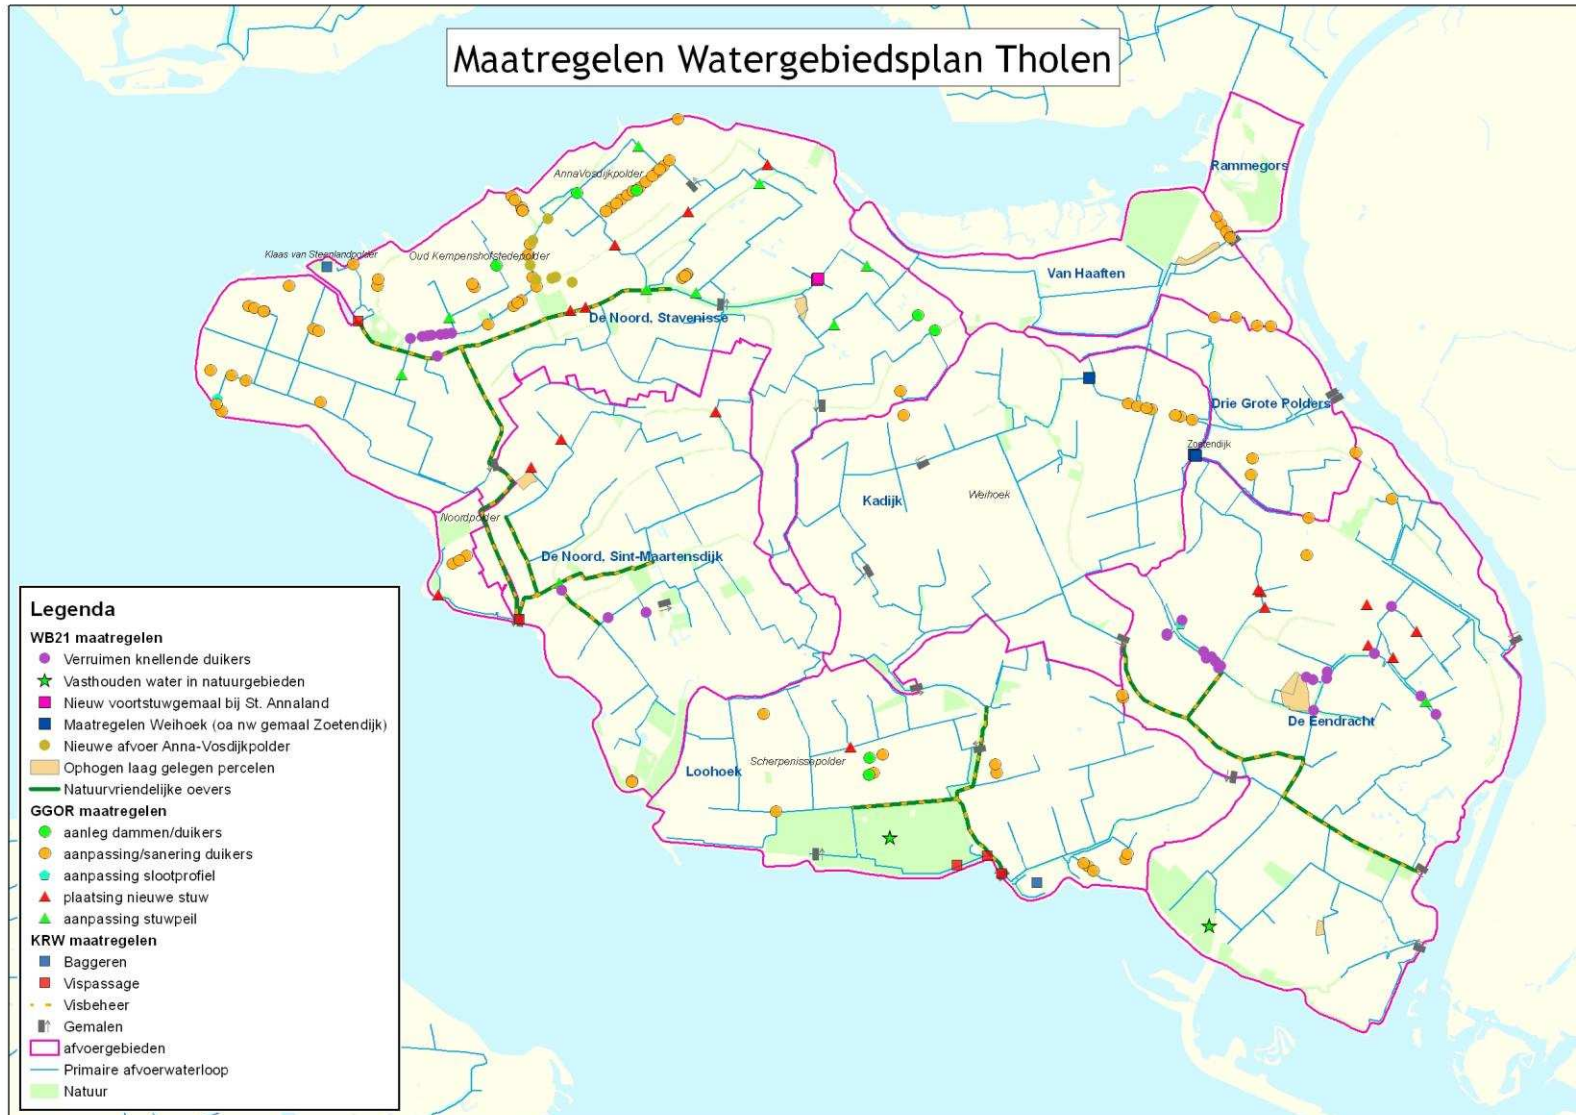 Maatregelen Watergebiedsplan Tholen
Rammegors
AnnaVosdijkpolder
Klaas van Steenlandpolder
Oud Kempenshofstedepolder
Van Haaften
De Noord, Stavenisse
Drie Grote Polders
Zoetendijk
Kadijk
Weihoek
Noordpolder
De Noord, Sint-Maartensdijk
De Eendracht
Scherpenissepolder
Loohoek
Legenda
WB21 maatregelen
Verruimen knellende duikers
Vasthouden water in natuurgebieden
Nieuw voortstuwgemaal bij St. Annaland
Maatregelen Weihoek (oa nw gemaal Zoetendijk)
Nieuwe afvoer Anna-Vosdijkpolder
Ophogen laag gelegen percelen
Natuurvriendelijke oevers
GGOR maatregelen
aanleg dammen/duikers
aanpassing/sanering duikers
aanpassing slootprofiel
plaatsing nieuwe stuw
aanpassing stuwpeil
KRW maatregelen
Baggeren
Vispassage
Visbeheer
Gemalen
afvoergebieden
Primaire afvoerwaterloop
Natuur